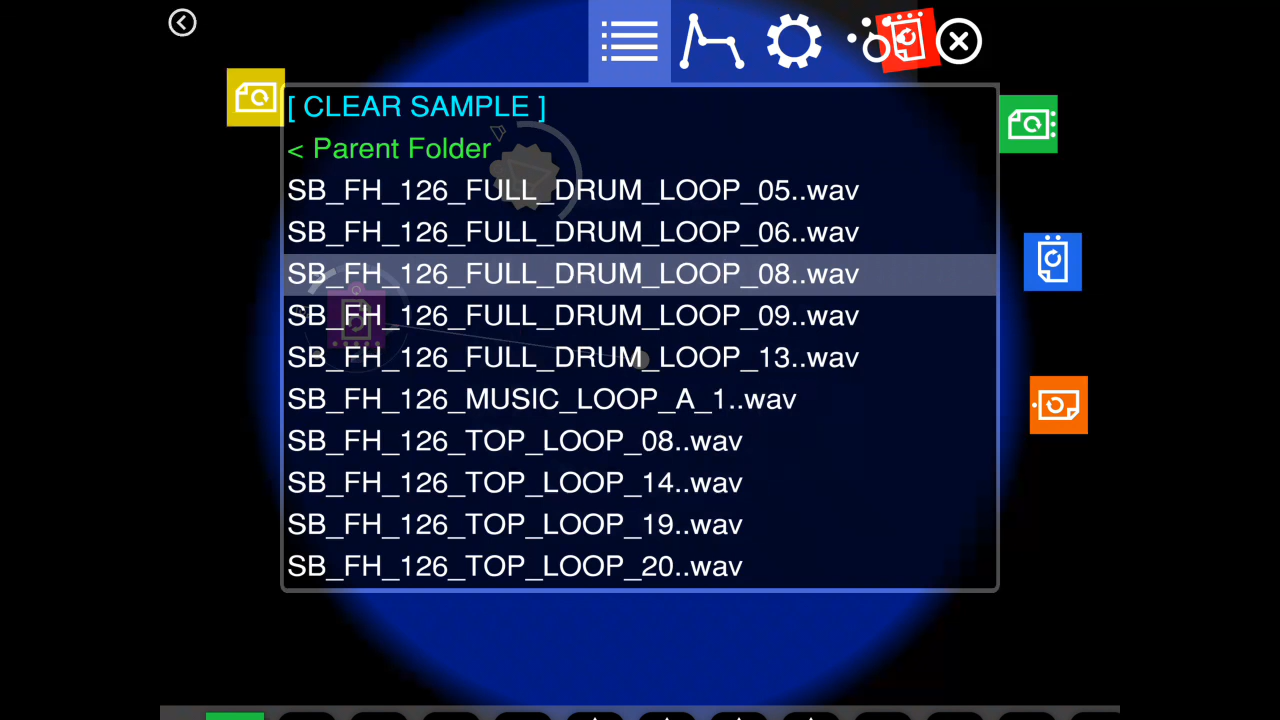 [ CLEAR SAMPLE ]
< Parent Folder
SB_FH_126_FULL_DRUM_LOOP_05..wav
SB_FH_126_FULL_DRUM_LOOP_06..wav
SB_FH_126_FULL_DRUM_LOOP_08..wav
SB_FH_126_FULL_DRUM_LOOP_09..wav
SB_FH_126_FULL_DRUM_LOOP_13..wav
SB_FH_126_MUSIC_LOOP_A_1..wav
SB_FH_126_TOP_LOOP_08..wav
SB_FH_126_TOP_LOOP_14..wav
SB_FH_126_TOP_LOOP_19..wav
SB_FH_126_TOP_LOOP_20..wav